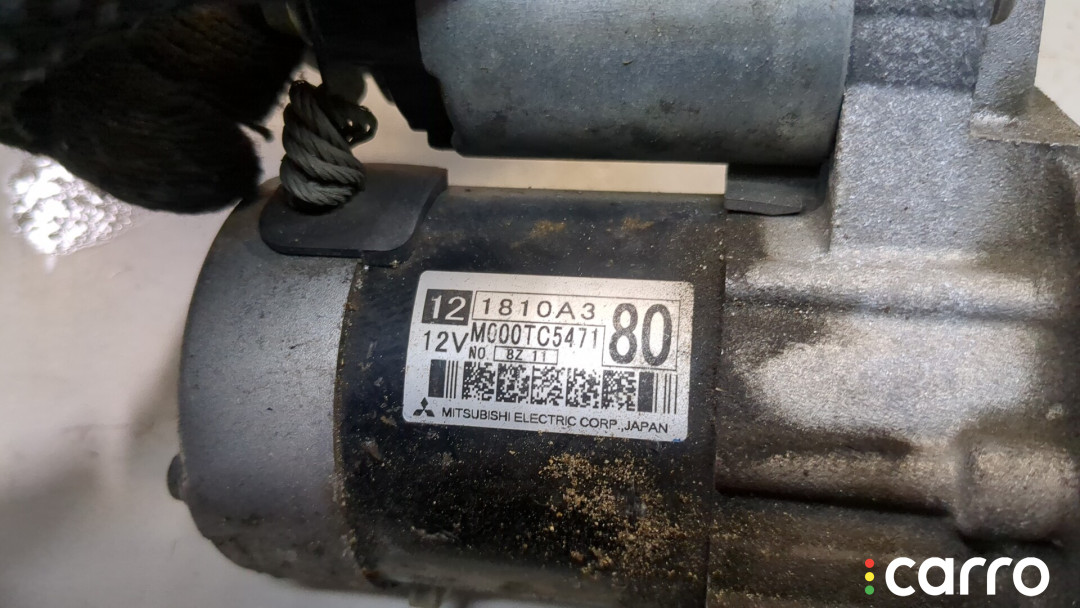 12 1810A3 80
12V M000TC5471
NO. 8Z 11
MITSUBISHI ELECTRIC CORP., JAPAN
carro